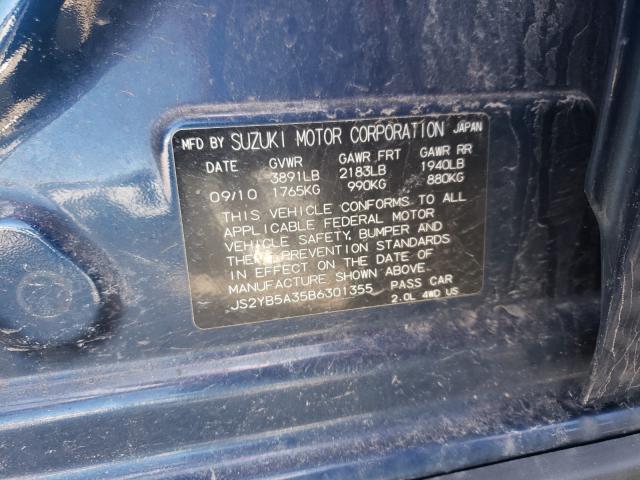 MFD BY SUZUKI MOTOR CORPORATION JAPAN
DATE GVWR GAWR FRT GAWR RR
3891LB 2183LB 1940LB
09/10 1765KG 990KG 880KG
THIS VEHICLE CONFORMS TO ALL
APPLICABLE FEDERAL MOTOR
VEHICLE SAFETY, BUMPER AND
THEFT PREVENTION STANDARDS
IN EFFECT ON THE DATE OF
MANUFACTURE SHOWN ABOVE.
JS2YB5A35B6301355 PASS CAR
2.0L 4WD US